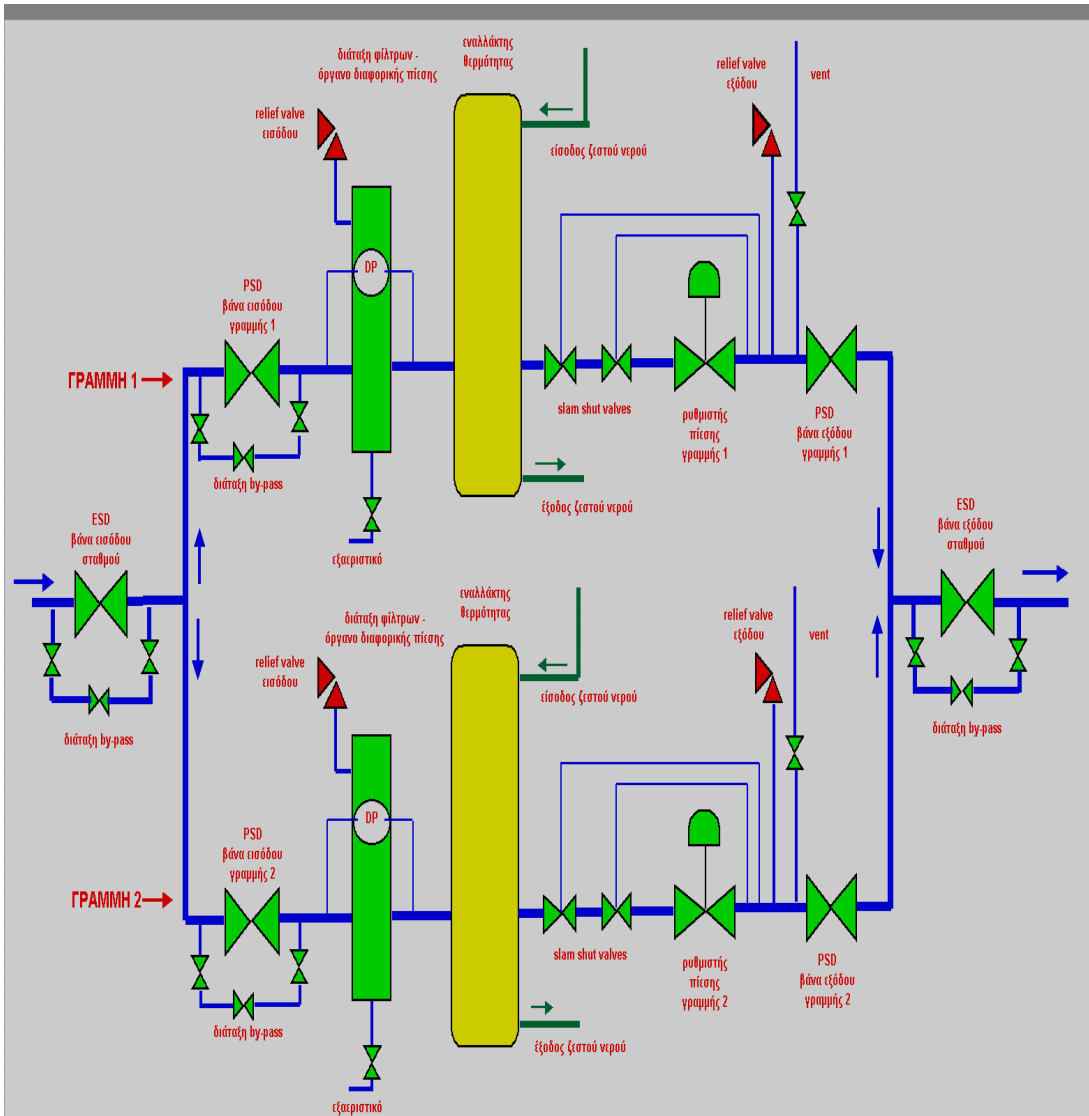 διάταξη φίλτρων -
όργανο διαφορικής πίεσης
εναλλάκτης
θερμότητας
relief valve
εξόδου
vent
relief valve
εισόδου
είσοδος ζεστού νερού
DP
PSD
βάνα εισόδου
γραμμής 1
ΓΡΑΜΜΗ 1
slam shut valves
ρυθμιστής
πίεσης
γραμμής 1
PSD
βάνα εξόδου
γραμμής 1
διάταξη by-pass
έξοδος ζεστού νερού
εξαεριστικό
ESD
βάνα εισόδου
σταθμού
ESD
βάνα εξόδου
σταθμού
διάταξη by-pass
διάταξη by-pass
διάταξη φίλτρων -
όργανο διαφορικής πίεσης
εναλλάκτης
θερμότητας
relief valve
εξόδου
vent
relief valve
εισόδου
είσοδος ζεστού νερού
DP
PSD
βάνα εισόδου
γραμμής 2
ΓΡΑΜΜΗ 2
slam shut valves
ρυθμιστής
πίεσης
γραμμής 2
PSD
βάνα εξόδου
γραμμής 2
διάταξη by-pass
έξοδος ζεστού νερού
εξαεριστικό